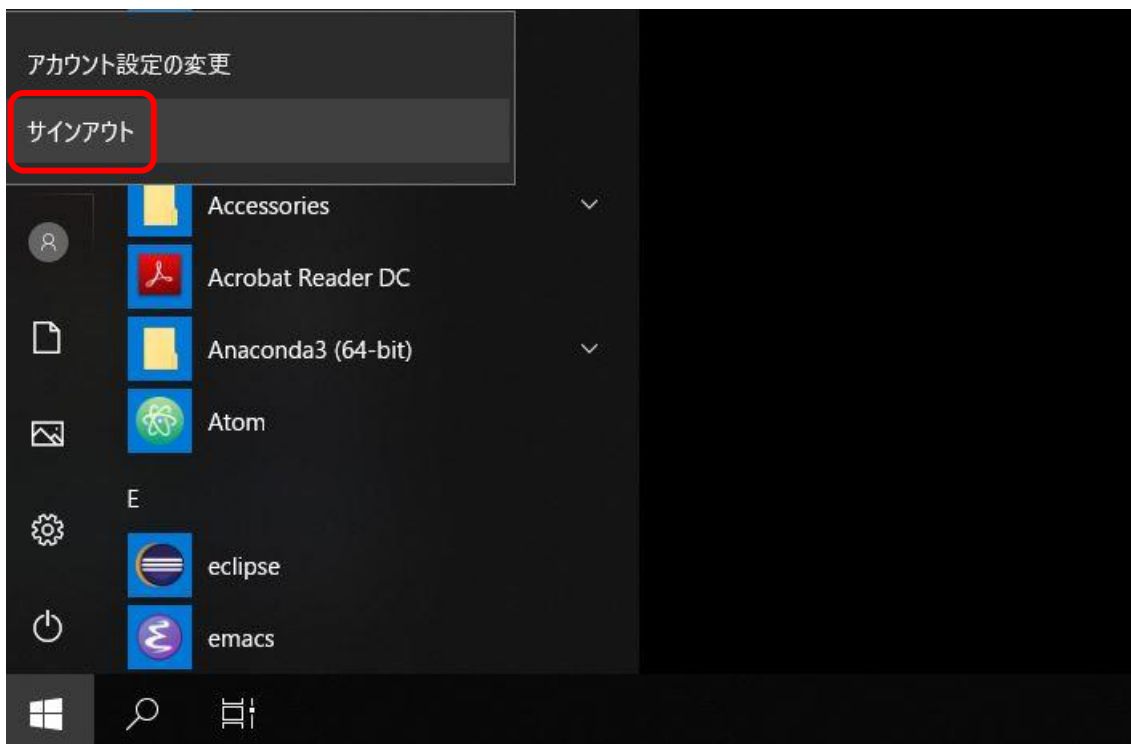 アカウント設定の変更
サインアウト
Accessories
Acrobat Reader DC
Anaconda3 (64-bit)
Atom
E
eclipse
emacs